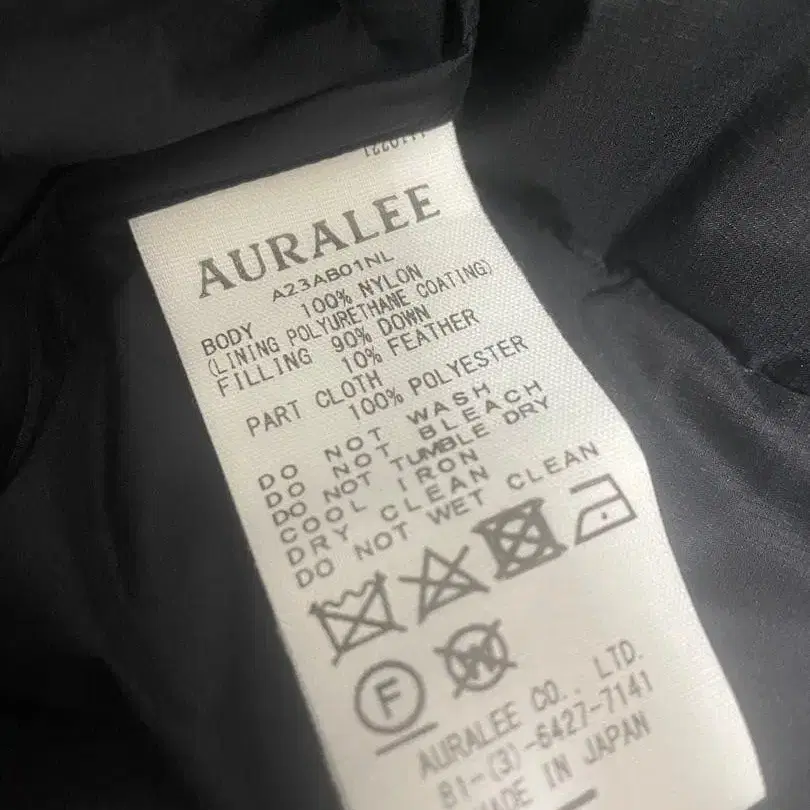 AURALEE
A23AB01NL
BODY 100% NYLON
(LINING POLYURETHANE COATING)
FILLING 90% DOWN
10% FEATHER
PART CLOTH
100% POLYESTER
DO NOT WASH
DO NOT BLEACH
DO NOT TUMBLE DRY
COOL IRON
DRY CLEAN
DO NOT WET CLEAN
F
W
AURALEE CO., LTD.
81-(3)-6427-7141
MADE IN JAPAN